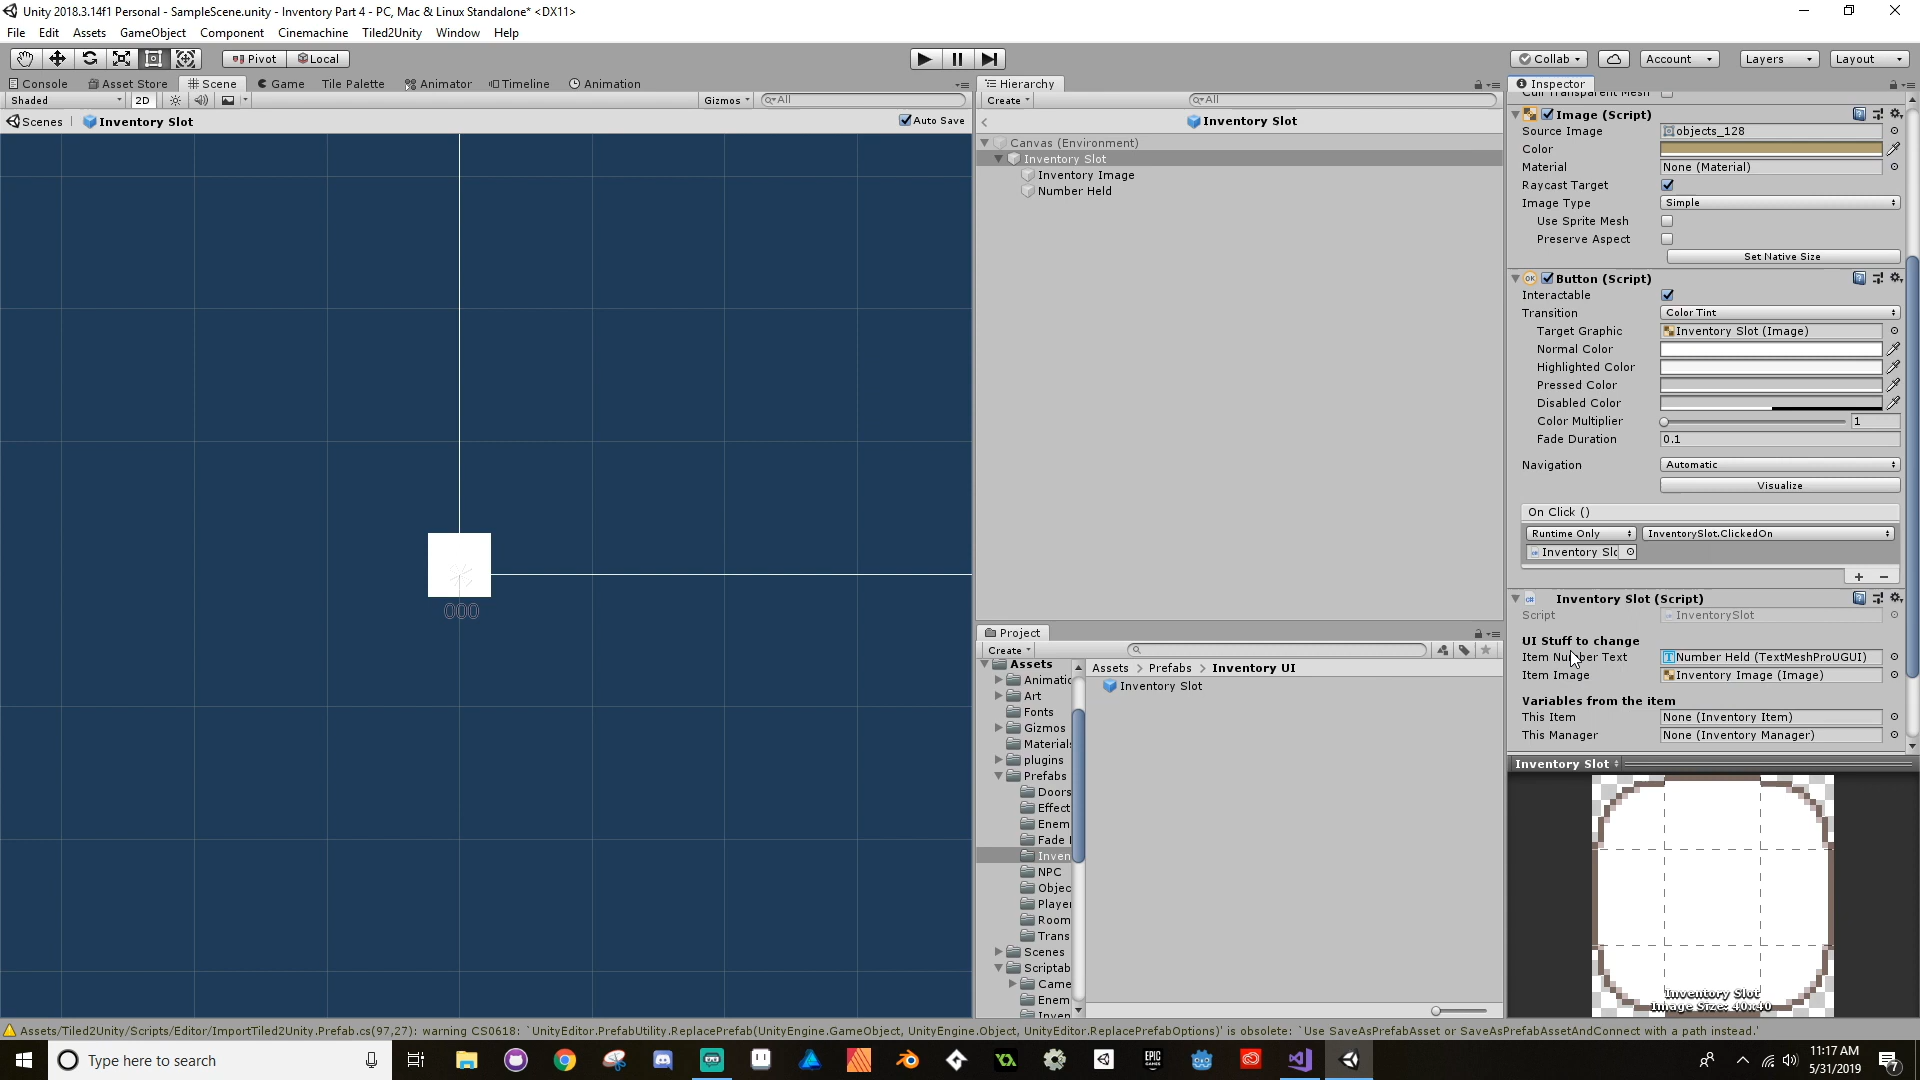 Unity 2018.3.14f1 Personal - SampleScene.unity - Inventory Part 4 - PC, Mac & Linux Standalone* <DX11>
File Edit Assets GameObject Component Cinemachine Tiled2Unity Window Help
Pivot Local Collab Account Layers Layout
Console Asset Store Scene Game Tile Palette Animator Timeline Animation Hierarchy Inspector
Shaded 2D Gizmos All Create All
Scenes Inventory Slot Auto Save Inventory Slot
Canvas (Environment)
Inventory Slot
Inventory Image
Number Held
Image (Script)
Source Image objects_128
Color
Material None (Material)
Raycast Target
Image Type Simple
Use Sprite Mesh
Preserve Aspect
Set Native Size
Button (Script)
Interactable
Transition Color Tint
Target Graphic Inventory Slot (Image)
Normal Color
Highlighted Color
Pressed Color
Disabled Color
Color Multiplier 1
Fade Duration 0.1
Navigation Automatic
Visualize
On Click ()
Runtime Only InventorySlot.ClickedOn
Inventory Slo
Inventory Slot (Script)
Script InventorySlot
UI Stuff to change
Item Number Text Number Held (TextMeshProUGUI)
Item Image Inventory Image (Image)
Variables from the item
This Item None (Inventory Item)
This Manager None (Inventory Manager)
000
Project
Create
Assets
Animatio
Art
Fonts
Gizmos
Materials
plugins
Prefabs
Doors
Effect
Enem
Fade
Inven
NPC
Objec
Player
Room
Trans
Scenes
Scriptab
Came
Enem
Assets > Prefabs > Inventory UI
Inventory Slot
Inventory Slot
Inventory Slot
Image Size: 40x40
Assets/Tiled2Unity/Scripts/Editor/ImportTiled2Unity.Prefab.cs(97,27): warning CS0618: `UnityEditor.PrefabUtility.ReplacePrefab(UnityEngine.GameObject, UnityEngine.Object, UnityEditor.ReplacePrefabOptions)' is obsolete: `Use SaveAsPrefabAsset or SaveAsPrefabAssetAndConnect with a path instead.'
Type here to search
EPIC GAMES
11:17 AM
5/31/2019
7